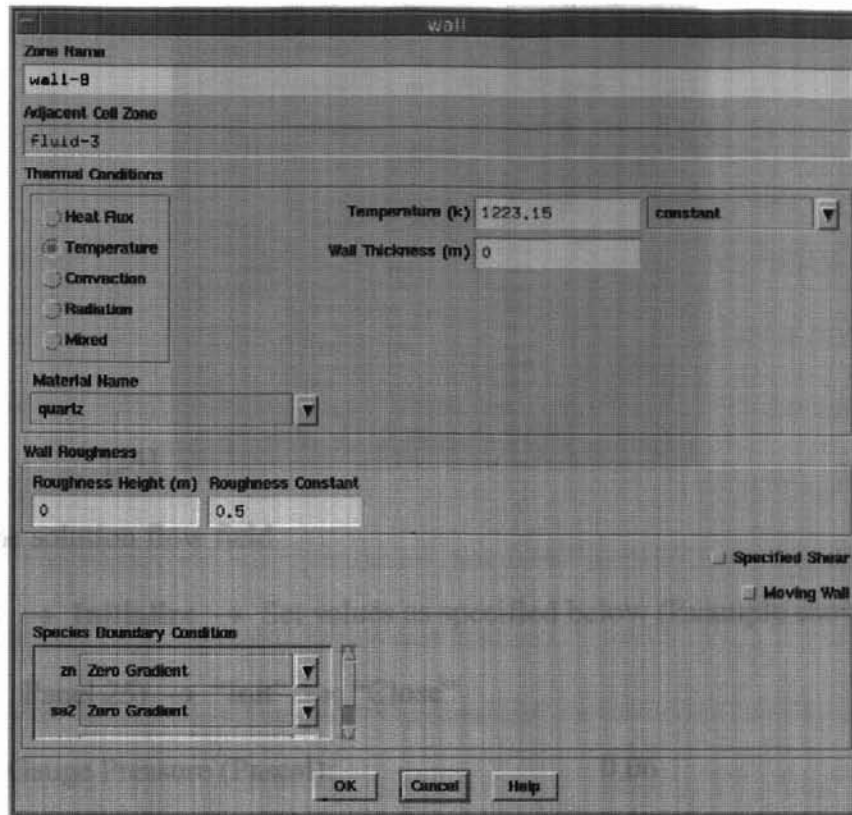 wall
Zone Name
wall-8
Adjacent Cell Zone
fluid-3
Thermal Conditions
Heat Flux
Temperature
Convection
Radiation
Mixed
Temperature (k) 1223.15 constant
Wall Thickness (m) 0
Material Name
quartz
Wall Roughness
Roughness Height (m) Roughness Constant
0 0.5
Specified Shear
Moving Wall
Species Boundary Condition
zn Zero Gradient
se2 Zero Gradient
OK Cancel Help